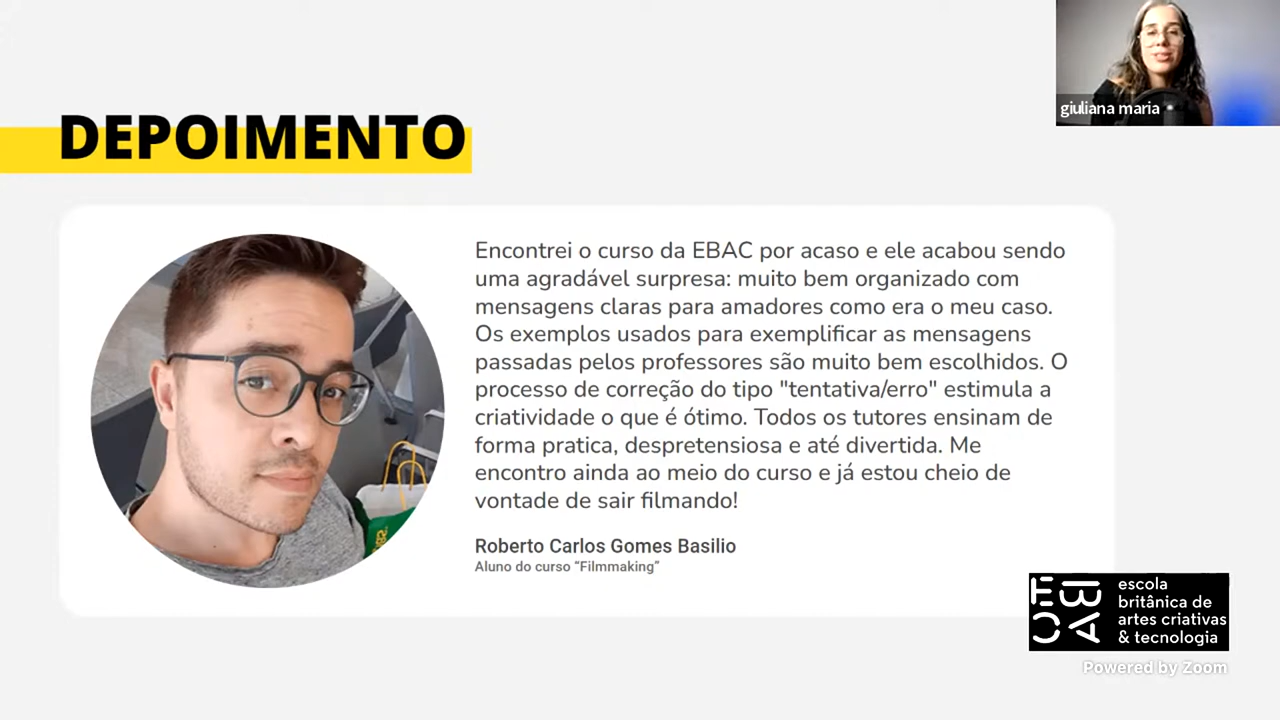 giuliana maria
DEPOIMENTO
Encontrei o curso da EBAC por acaso e ele acabou sendo
uma agradável surpresa: muito bem organizado com
mensagens claras para amadores como era o meu caso.
Os exemplos usados para exemplificar as mensagens
passadas pelos professores são muito bem escolhidos. O
processo de correção do tipo "tentativa/erro" estimula a
criatividade o que é ótimo. Todos os tutores ensinam de
forma pratica, despretensiosa e até divertida. Me
encontro ainda ao meio do curso e já estou cheio de
vontade de sair filmando!
Roberto Carlos Gomes Basilio
Aluno do curso “Filmmaking”
EBAC
escola
britânica de
artes criativas
& tecnologia
Powered by Zoom